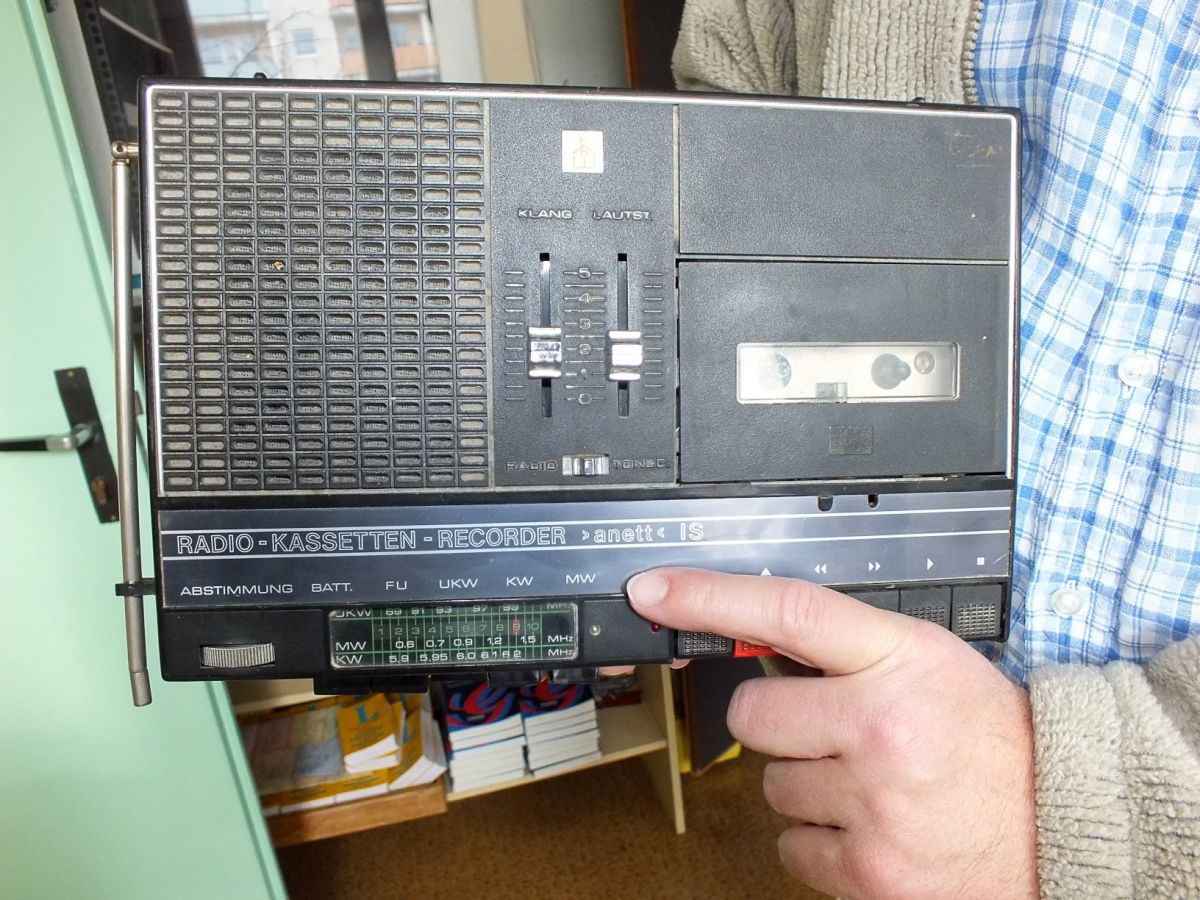 KLANG LAUTST.
5
4
3
2
1
0
RADIO TONBD.
RADIO-KASSETTEN-RECORDER >anett< IS
ABSTIMMUNG BATT. FU UKW KW MW
UKW 89 91 93 97 99 MHz
1 2 3 4 5 6 7 8 9 10
MW 0.6 0.7 0.9 1.2 1.5 MHz
KW 5.9 5.95 6.0 6.1 6.2 MHz